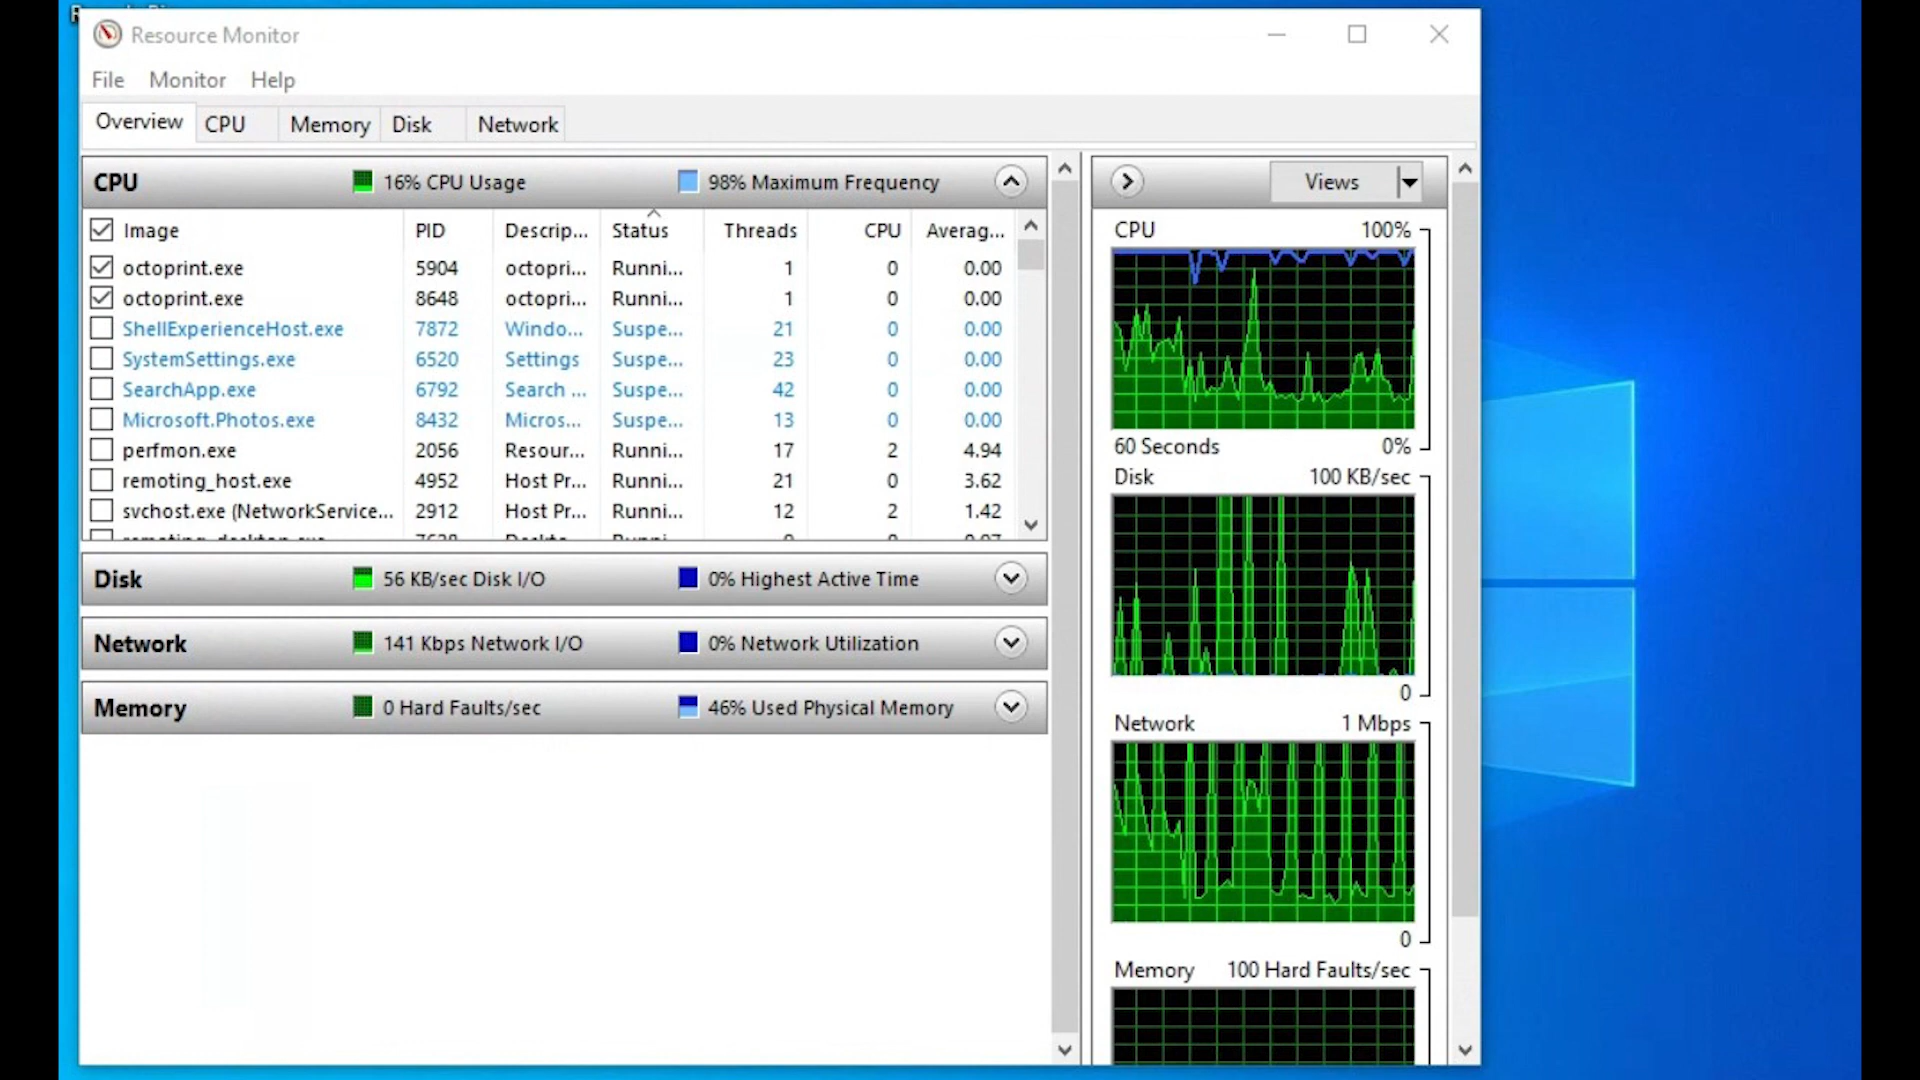 Resource Monitor
File Monitor Help
Overview CPU Memory Disk Network
CPU 16% CPU Usage 98% Maximum Frequency
Image PID Descrip... Status Threads CPU Averag...
octoprint.exe 5904 octopri... Runni... 1 0 0.00
octoprint.exe 8648 octopri... Runni... 1 0 0.00
ShellExperienceHost.exe 7872 Windo... Suspe... 21 0 0.00
SystemSettings.exe 6520 Settings Suspe... 23 0 0.00
SearchApp.exe 6792 Search ... Suspe... 42 0 0.00
Microsoft.Photos.exe 8432 Micros... Suspe... 13 0 0.00
perfmon.exe 2056 Resour... Runni... 17 2 4.94
remoting_host.exe 4952 Host Pr... Runni... 21 0 3.62
svchost.exe (NetworkService... 2912 Host Pr... Runni... 12 2 1.42
Disk 56 KB/sec Disk I/O 0% Highest Active Time
Network 141 Kbps Network I/O 0% Network Utilization
Memory 0 Hard Faults/sec 46% Used Physical Memory
Views
CPU 100%
60 Seconds 0%
Disk 100 KB/sec
0
Network 1 Mbps
0
Memory 100 Hard Faults/sec